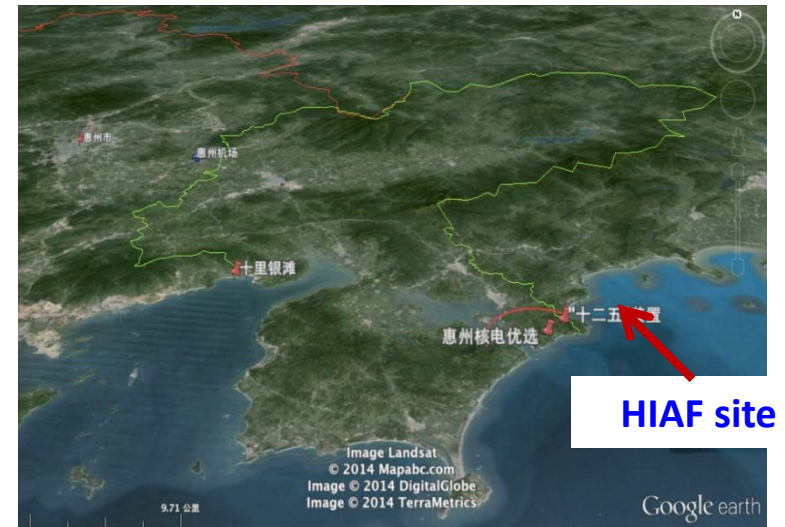 N
惠州市
惠州机场
十里银滩
"十二五 置
惠州核电优选
HIAF site
Image Landsat
© 2014 Mapabc.com
Image © 2014 DigitalGlobe
Image © 2014 TerraMetrics
9.71 公里
Google earth